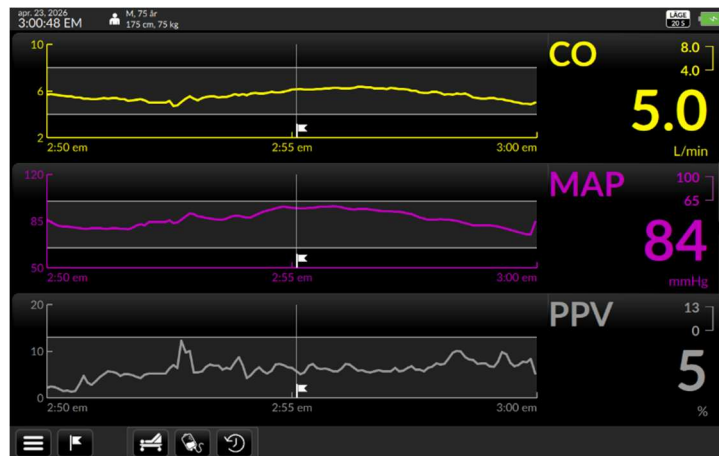 apr. 23, 2026
3:00:48 EM
M, 75 år
175 cm, 75 kg
LÄGE
20 S
10
6
2
2:50 em
2:55 em
3:00 em
CO
8.0
4.0
5.0
L/min
120
85
50
2:50 em
2:55 em
3:00 em
MAP
100
65
84
mmHg
20
10
0
2:50 em
2:55 em
3:00 em
PPV
13
0
5
%